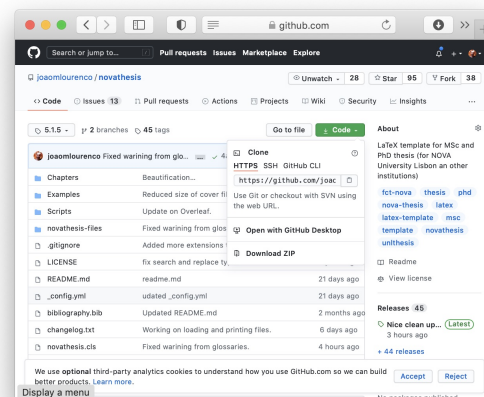 github.com
Search or jump to...
/
Pull requests Issues Marketplace Explore
joaomlourenco / novathesis
Unwatch 28
Star 95
Fork 38
Code
Issues 13
Pull requests
Actions
Projects
Wiki
Security
Insights
...
5.1.5
2 branches
45 tags
Go to file
Code
joaomlourenco Fixed warining from glo...
Chapters Beautification...
Examples Reduced size of cover fil
Scripts Update on Overleaf.
novathesis-files Fixed warining from glos
.gitignore Added more extensions
LICENSE fix search and replace ty
README.md readme.md 21 days ago
_config.yml udated _config.yml 21 days ago
bibliography.bib Updated README.md 2 months ago
changelog.txt Working on loading and printing files. 6 days ago
novathesis.cls Fixed warining from glossaries. 4 hours ago
Clone
HTTPS SSH GitHub CLI
https://github.com/joac
Use Git or checkout with SVN using
the web URL.
Open with GitHub Desktop
Download ZIP
About
LaTeX template for MSc and
PhD thesis (for NOVA
University Lisbon an other
institutions)
fct-nova thesis phd
nova-thesis latex
latex-template msc
template novathesis
unlthesis
Readme
View license
Releases 45
Nice clean up... Latest
3 hours ago
+ 44 releases
We use optional third-party analytics cookies to understand how you use GitHub.com so we can build
better products. Learn more.
Accept
Reject
Display a menu